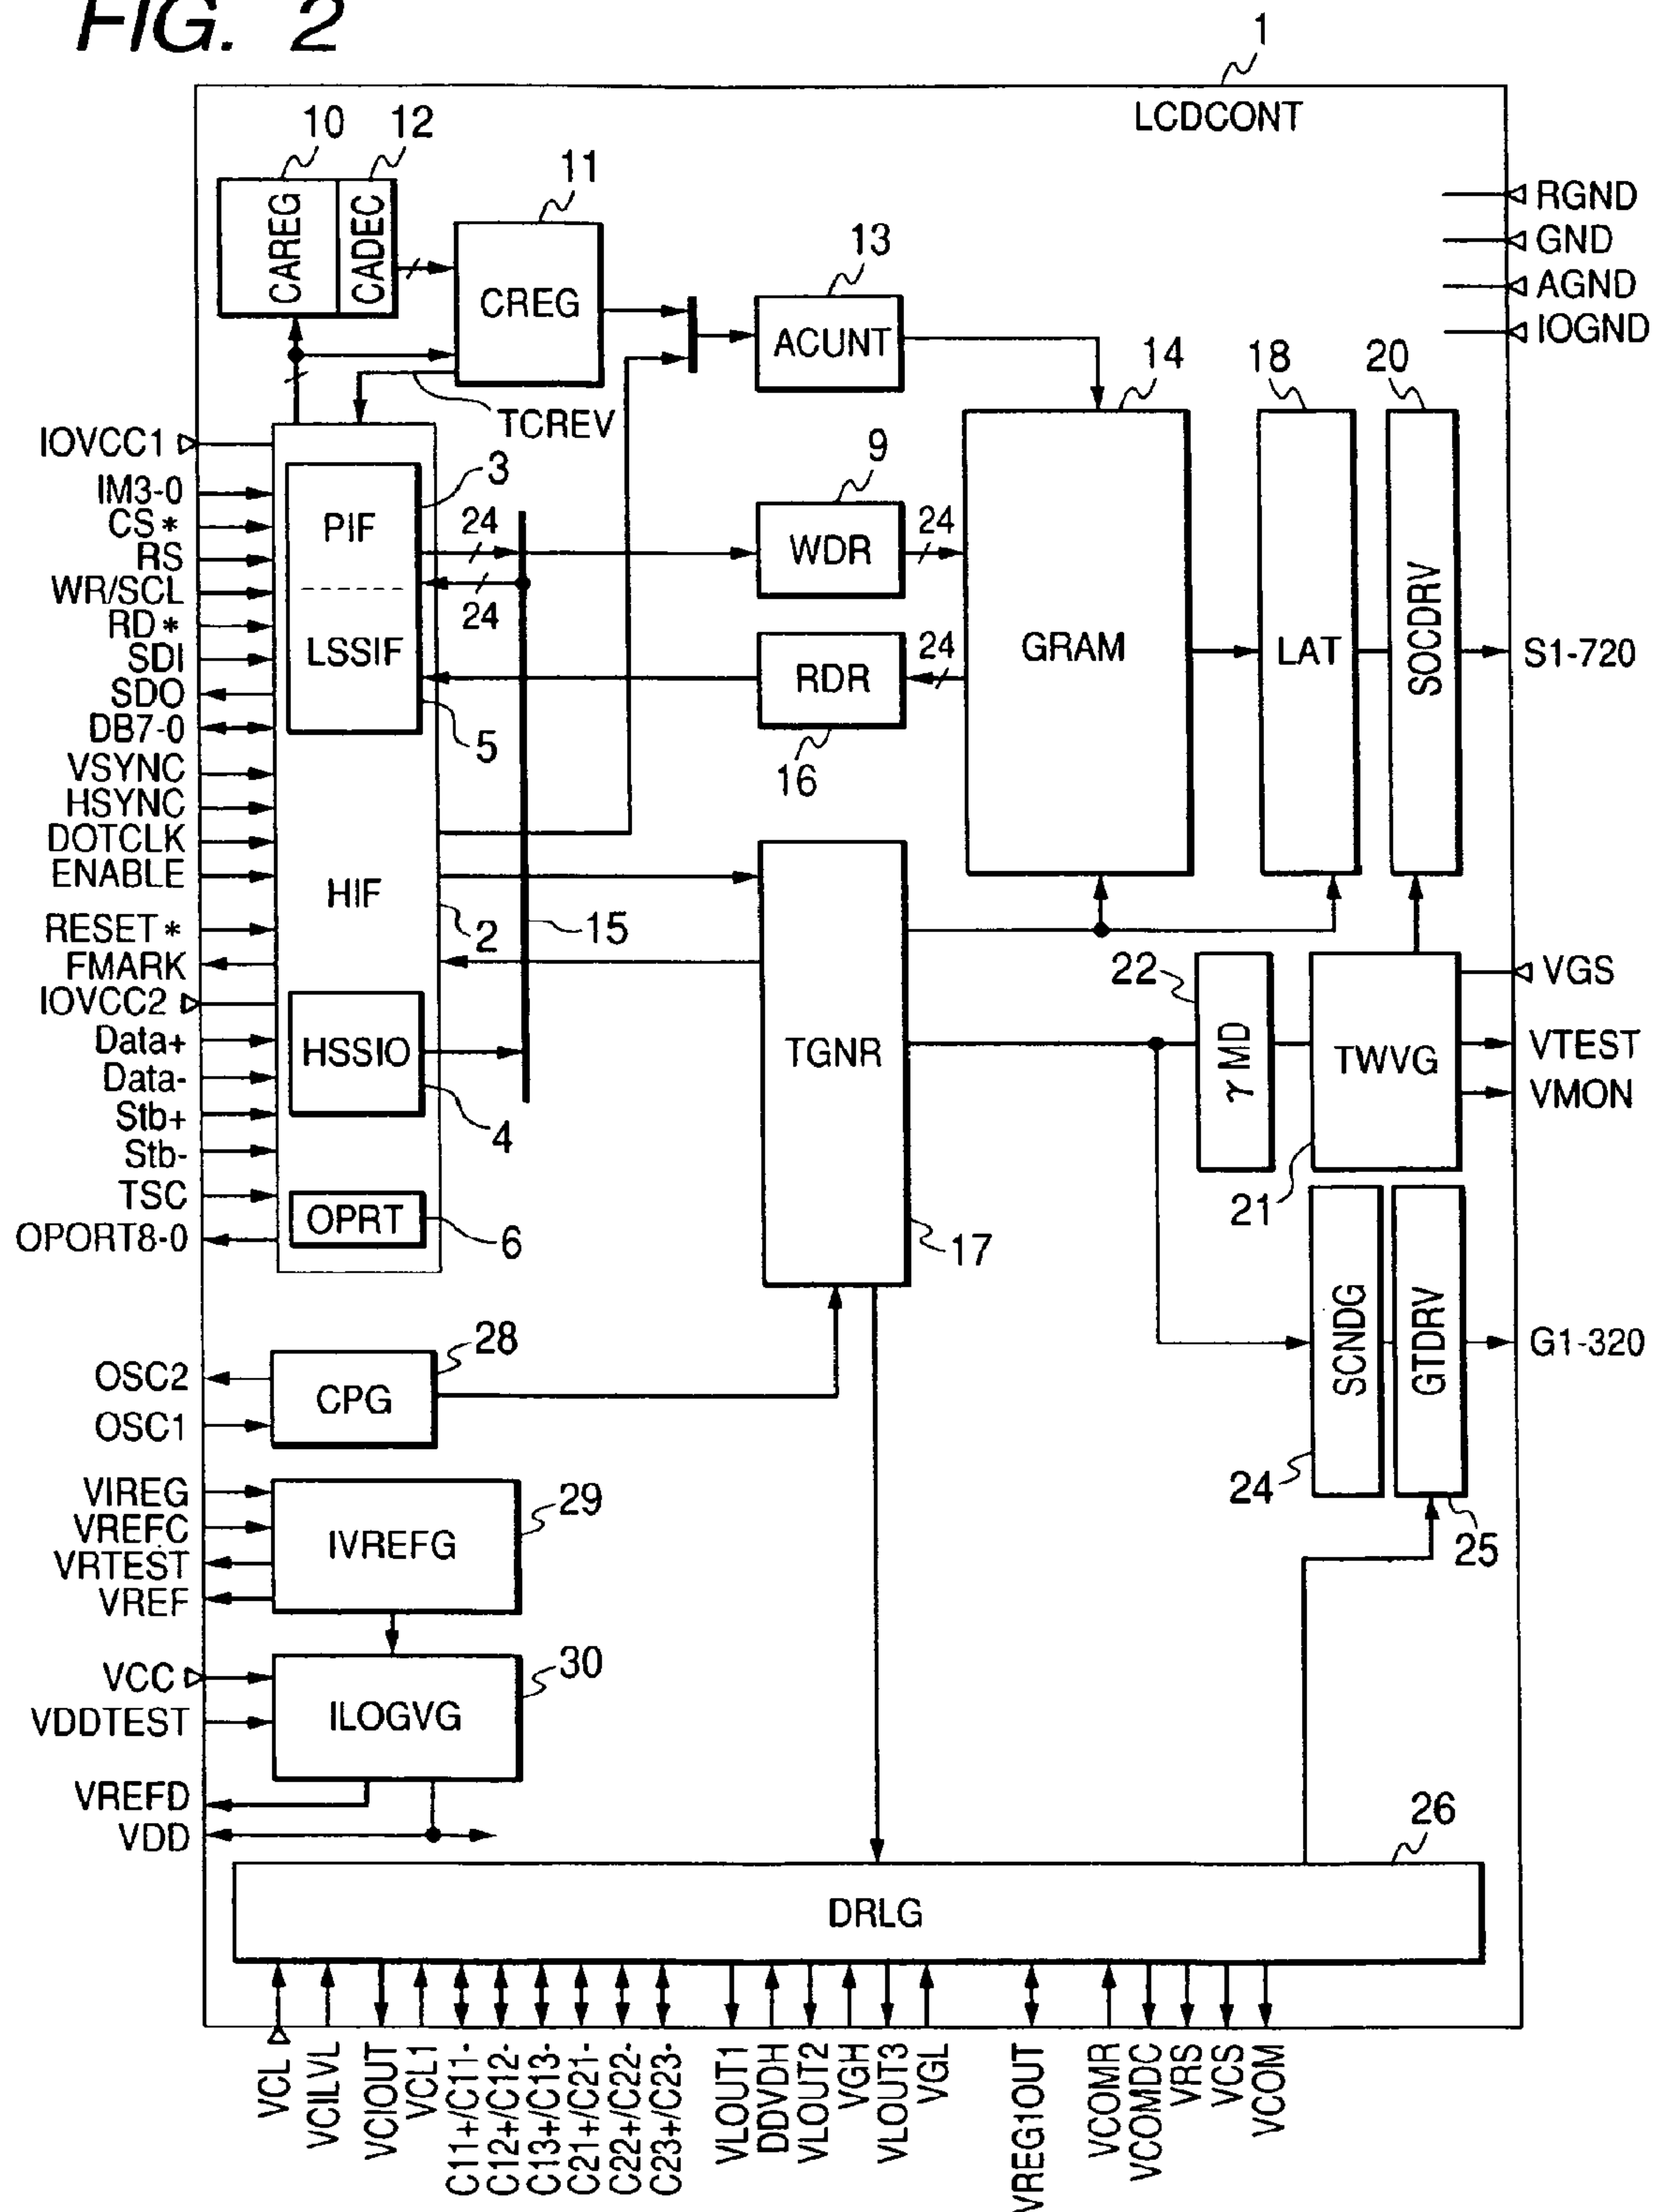 FIG. 2
1
LCDCONT
10
12
11
13
CAREG
CADEC
CREG
ACUNT
TCREV
RGND
GND
AGND
IOGND
14
18
20
IOVCC1
IM3-0
CS*
RS
WR/SCL
RD*
SDI
SDO
DB7-0
VSYNC
HSYNC
DOTCLK
ENABLE
RESET*
FMARK
IOVCC2
Data+
Data-
Stb+
Stb-
TSC
OPORT8-0
3
PIF
LSSIF
5
24
24
9
WDR
24
RDR
24
16
GRAM
LAT
SOCDRV
S1-720
HIF
2
15
HSSIO
4
OPRT
6
TGNR
17
22
γMD
TWVG
21
VGS
VTEST
VMON
SCNDG
GTDRV
24
25
G1-320
OSC2
OSC1
CPG
28
VIREG
VREFC
VRTEST
VREF
IVREFG
29
VCC
VDDTEST
ILOGVG
30
VREFD
VDD
26
DRLG
VCL
VCILVL
VCIOUT
VCL1
C11+/C11-
C12+/C12-
C13+/C13-
C21+/C21-
C22+/C22-
C23+/C23-
VLOUT1
DDVDH
VLOUT2
VGH
VLOUT3
VGL
VREG1OUT
VCOMR
VCOMDC
VRS
VCS
VCOM